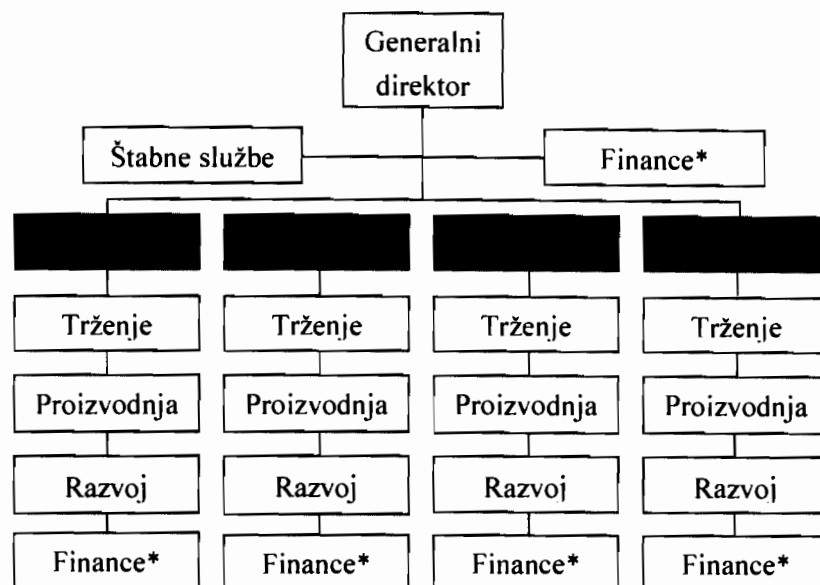 Generalni
direktor
Štabne službe
Finance*
Trženje
Trženje
Trženje
Trženje
Proizvodnja
Proizvodnja
Proizvodnja
Proizvodnja
Razvoj
Razvoj
Razvoj
Razvoj
Finance*
Finance*
Finance*
Finance*